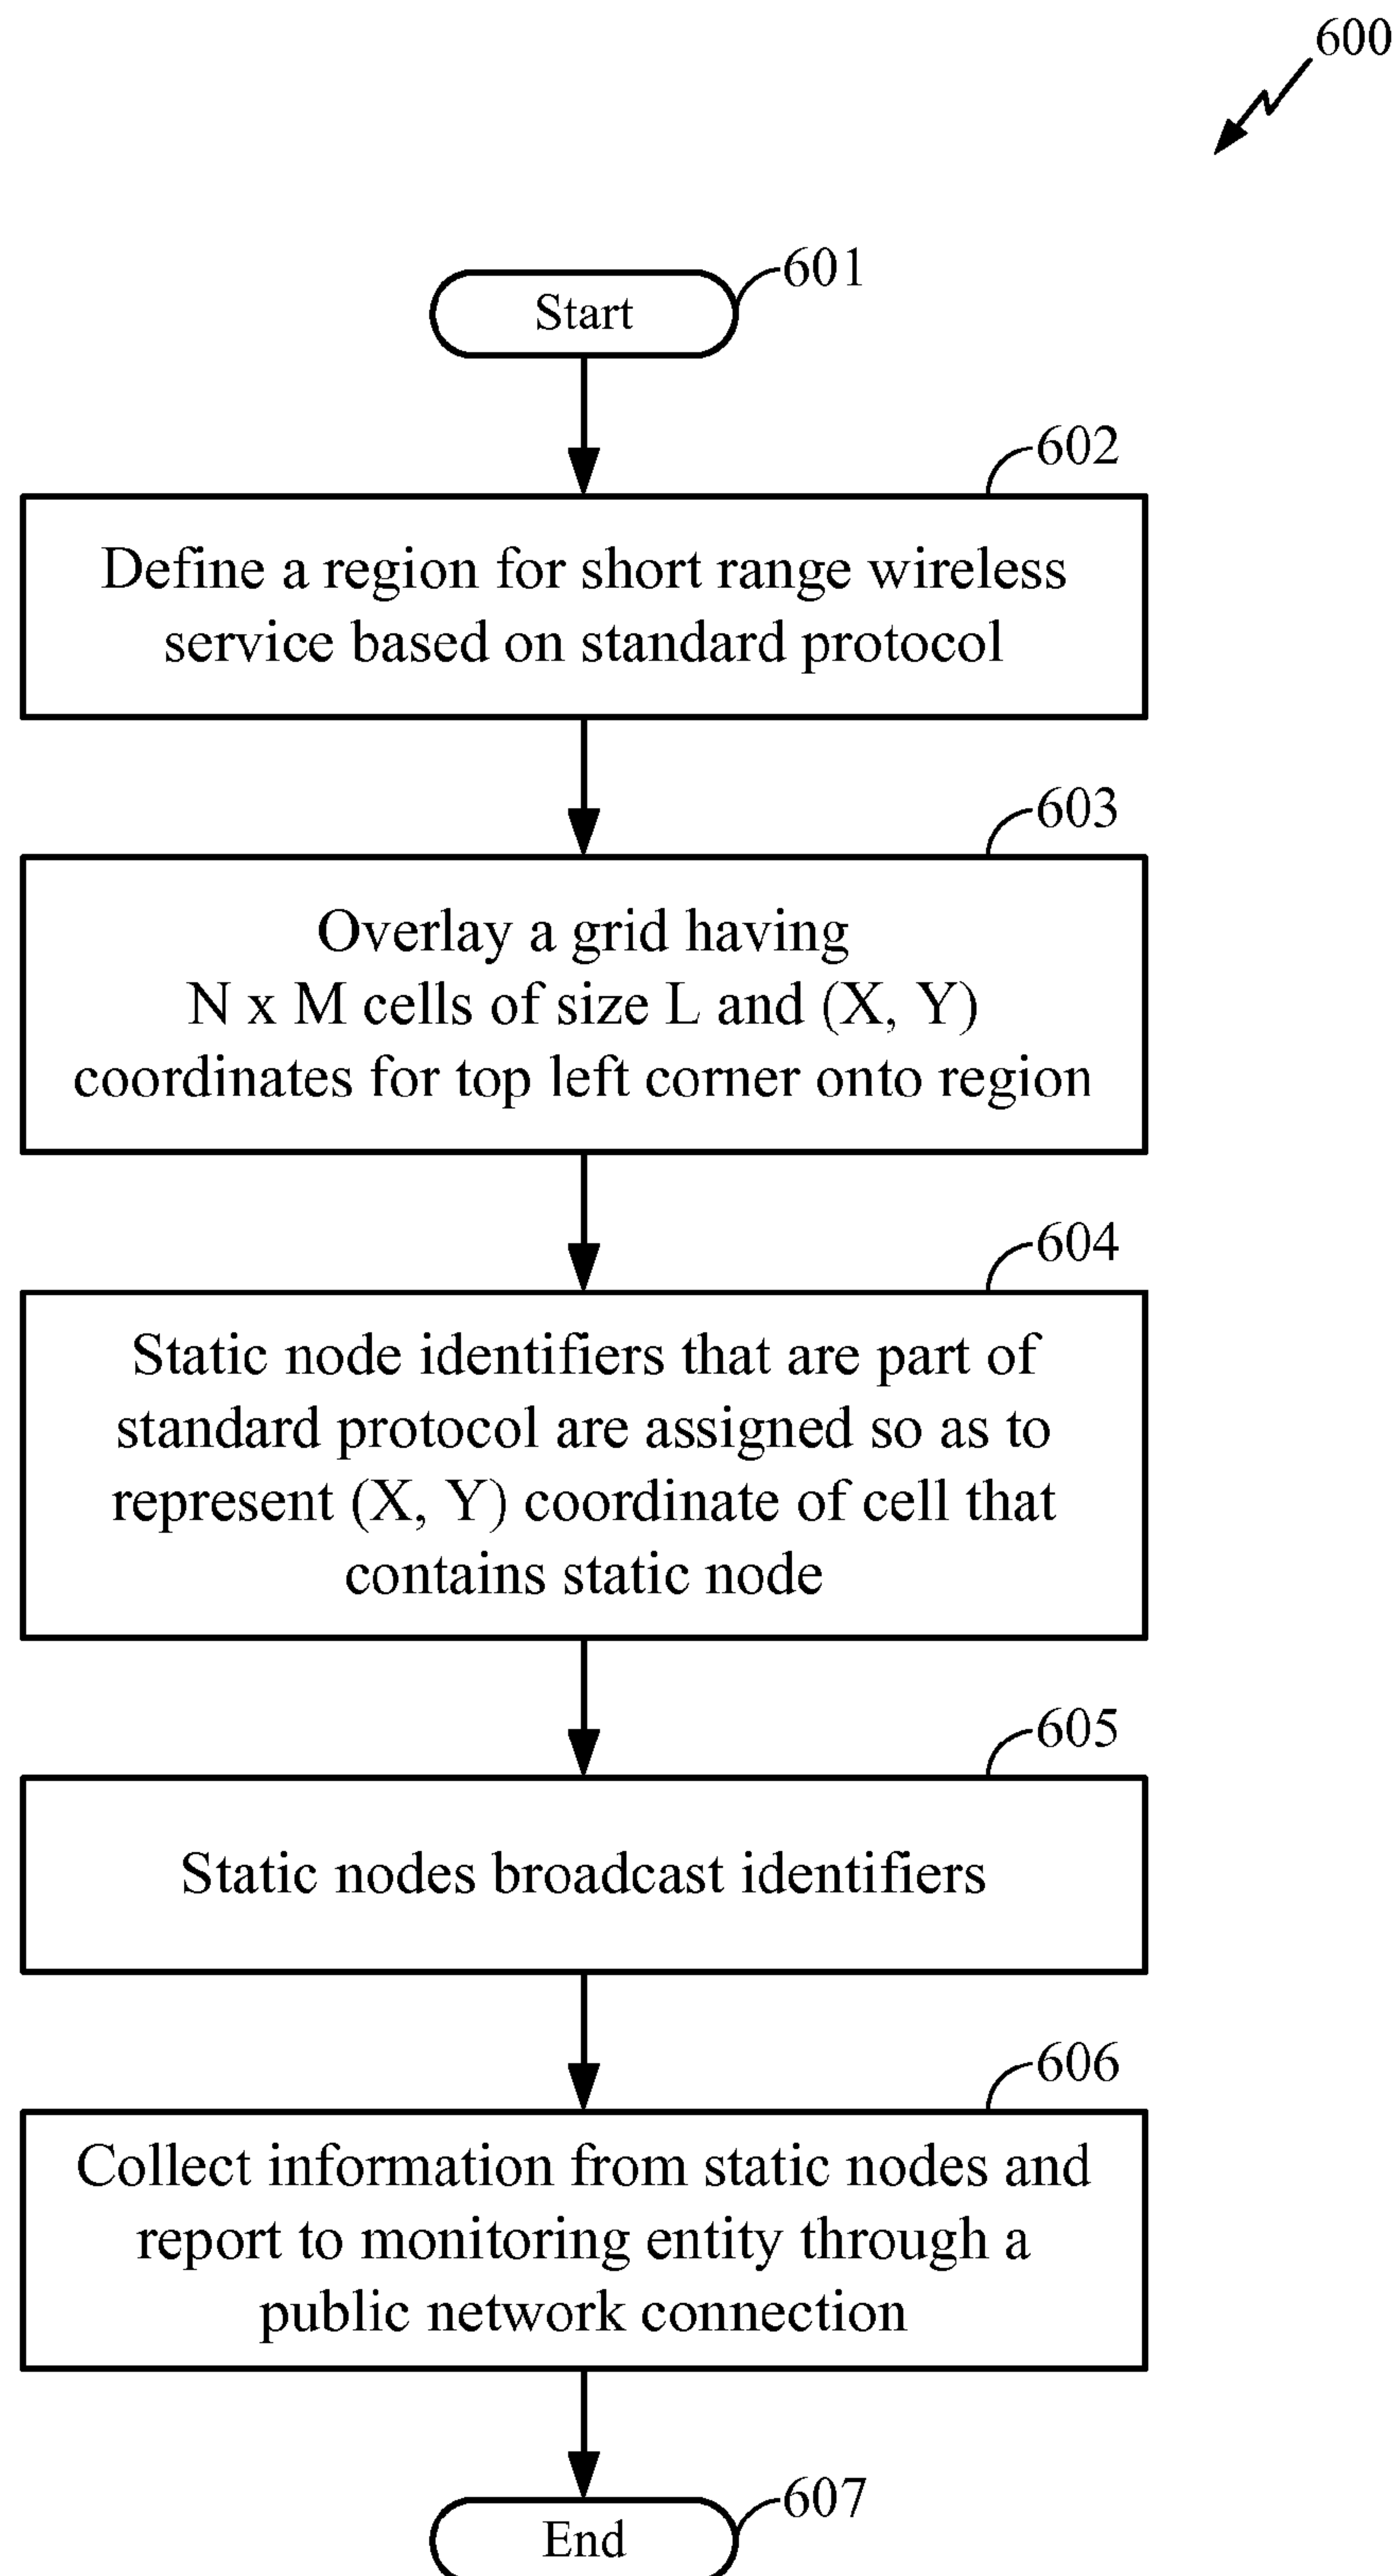 600
601
Start
602
Define a region for short range wireless
service based on standard protocol
603
Overlay a grid having
N x M cells of size L and (X, Y)
coordinates for top left corner onto region
604
Static node identifiers that are part of
standard protocol are assigned so as to
represent (X, Y) coordinate of cell that
contains static node
605
Static nodes broadcast identifiers
606
Collect information from static nodes and
report to monitoring entity through a
public network connection
607
End